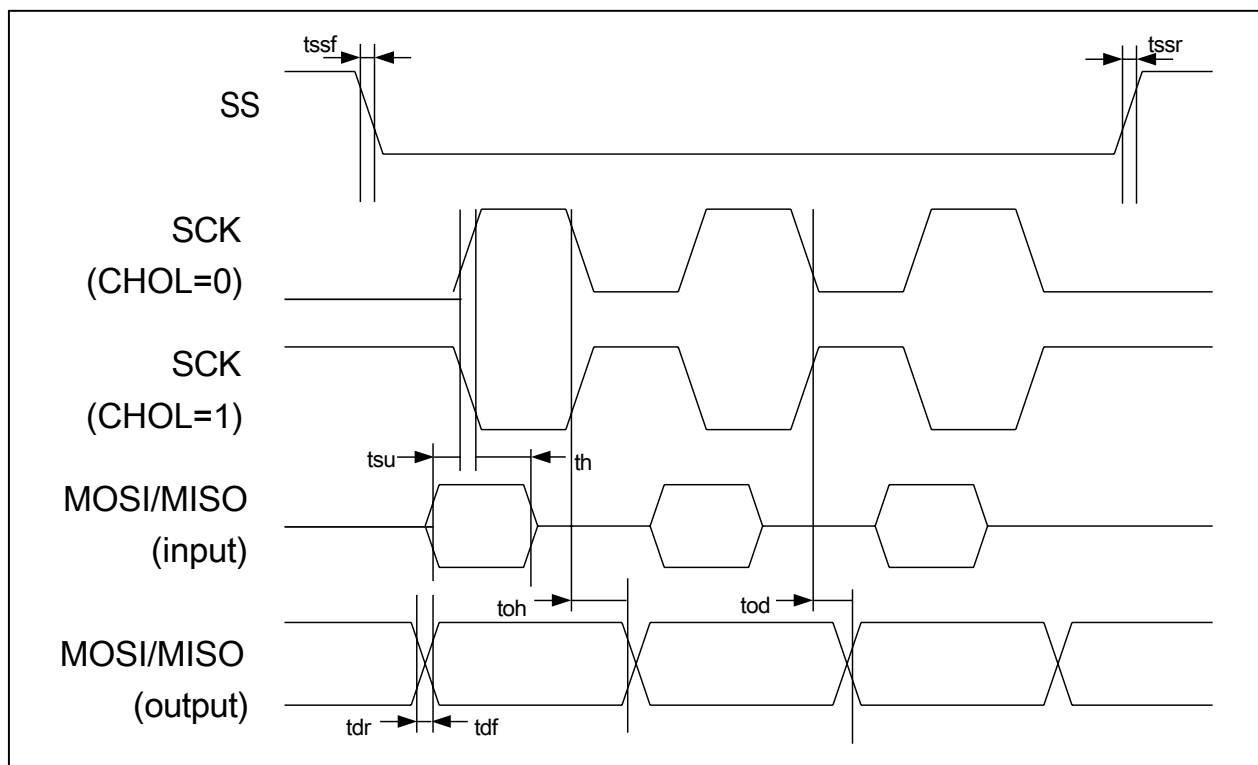 tssf
tssr
SS
SCK
(CHOL=0)
SCK
(CHOL=1)
tsu
th
MOSI/MISO
(input)
toh
tod
MOSI/MISO
(output)
tdr
tdf